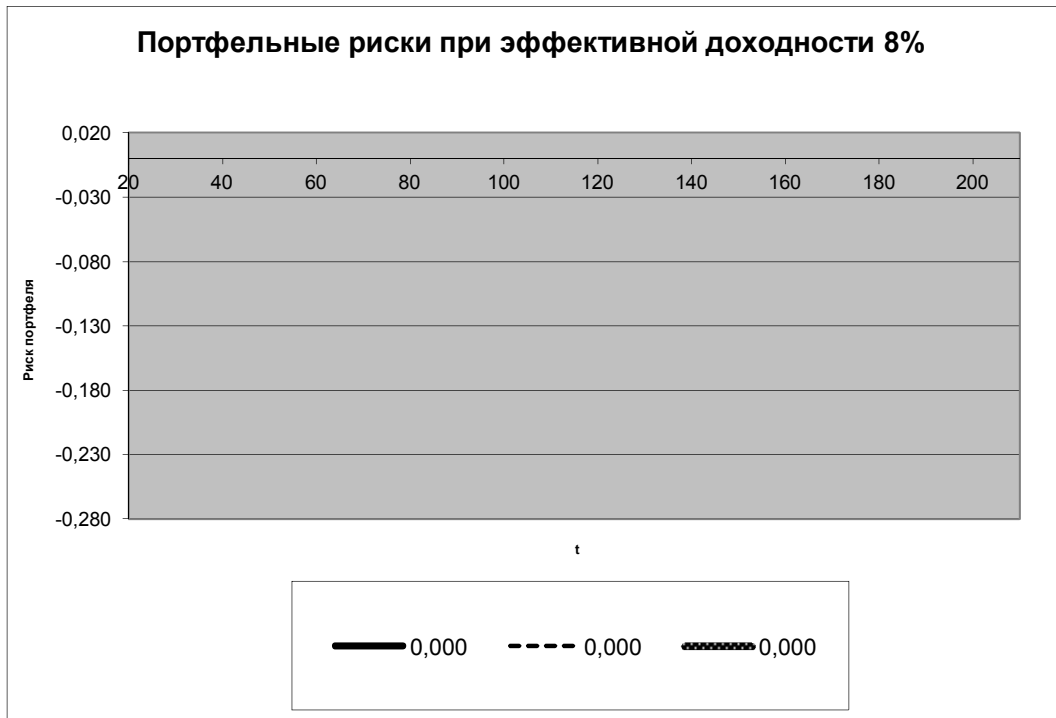 Портфельные риски при эффективной доходности 8%
0,020
20 40 60 80 100 120 140 160 180 200
-0,030
-0,080
-0,130
-0,180
-0,230
-0,280
Риск портфеля
t
0,000 0,000 0,000